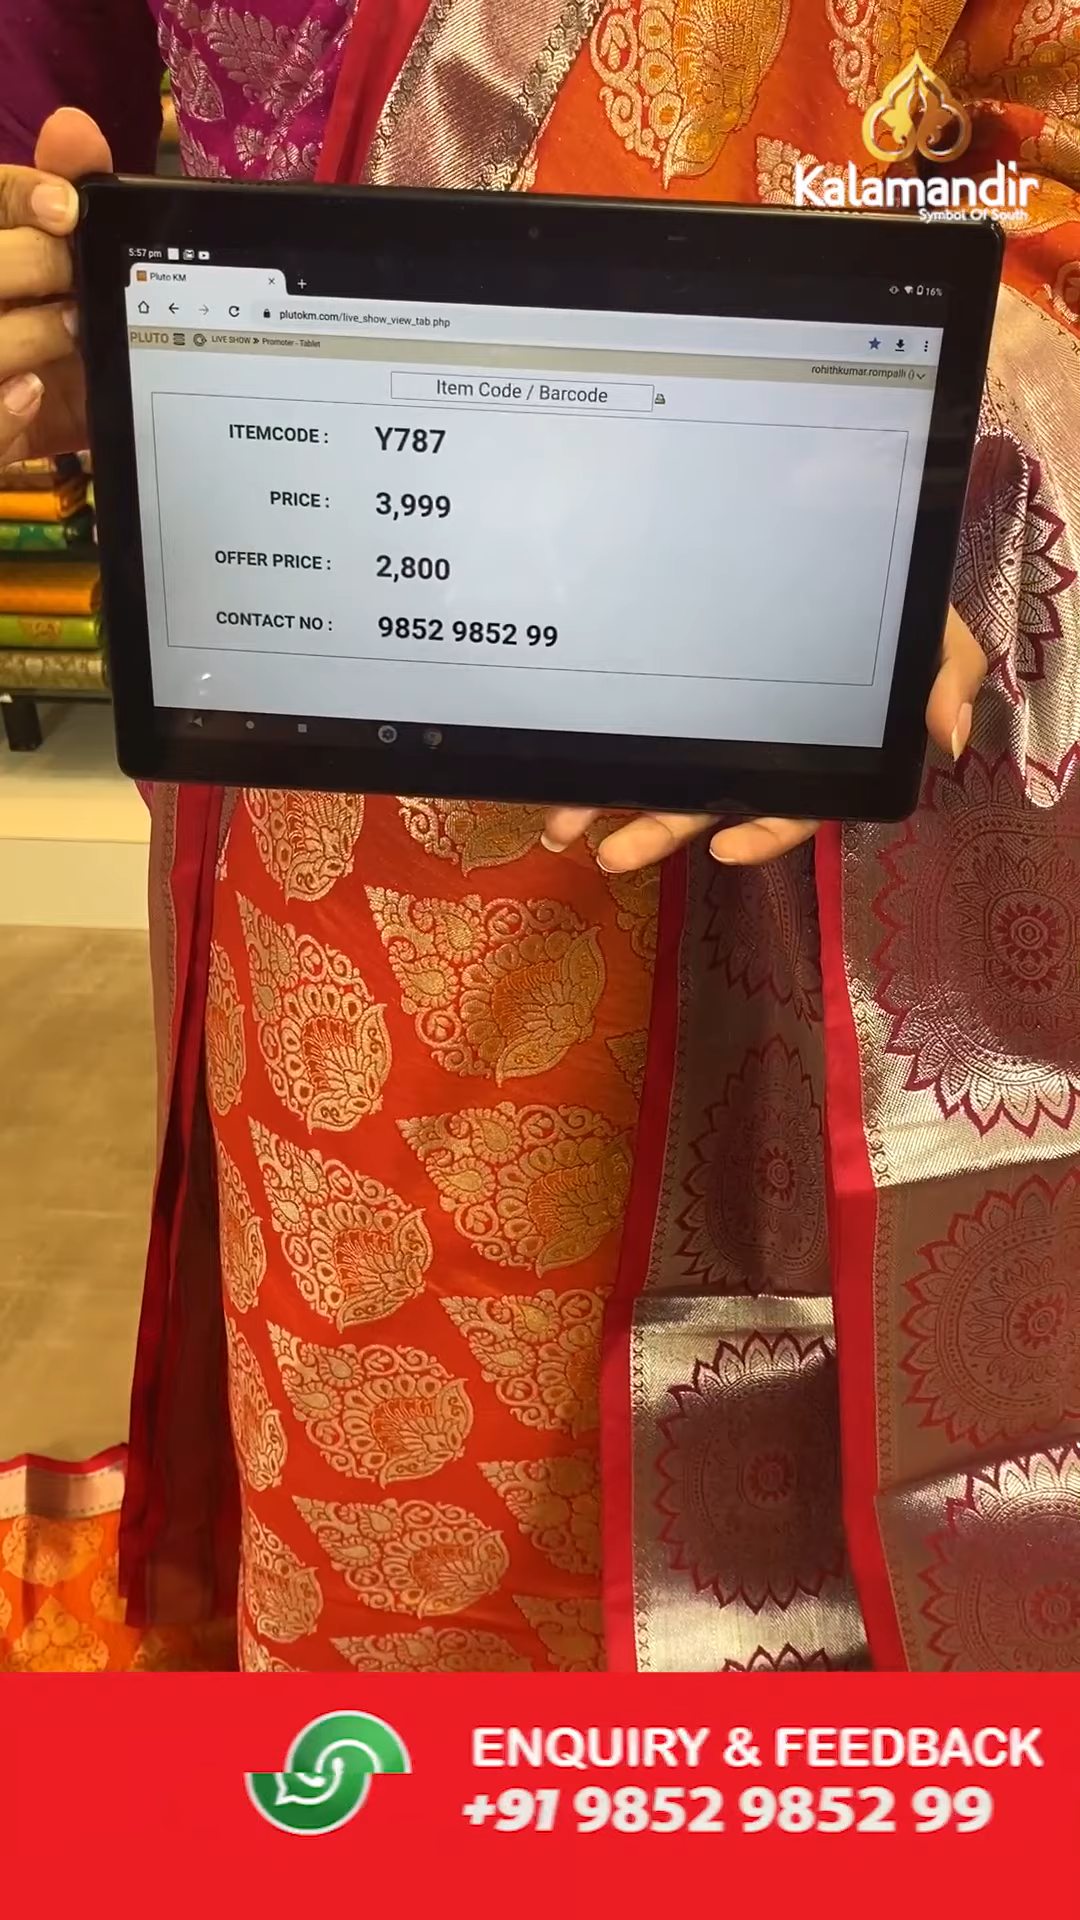 Kalamandir
Symbol Of South
5:57 pm
16%
Pluto KM
plutokm.com/live_show_view_tab.php
PLUTO
LIVE SHOW » Promoter - Tablet
rohithkumar.rompalli ()
Item Code / Barcode
ITEMCODE : Y787
PRICE : 3,999
OFFER PRICE : 2,800
CONTACT NO : 9852 9852 99
ENQUIRY & FEEDBACK
+91 9852 9852 99